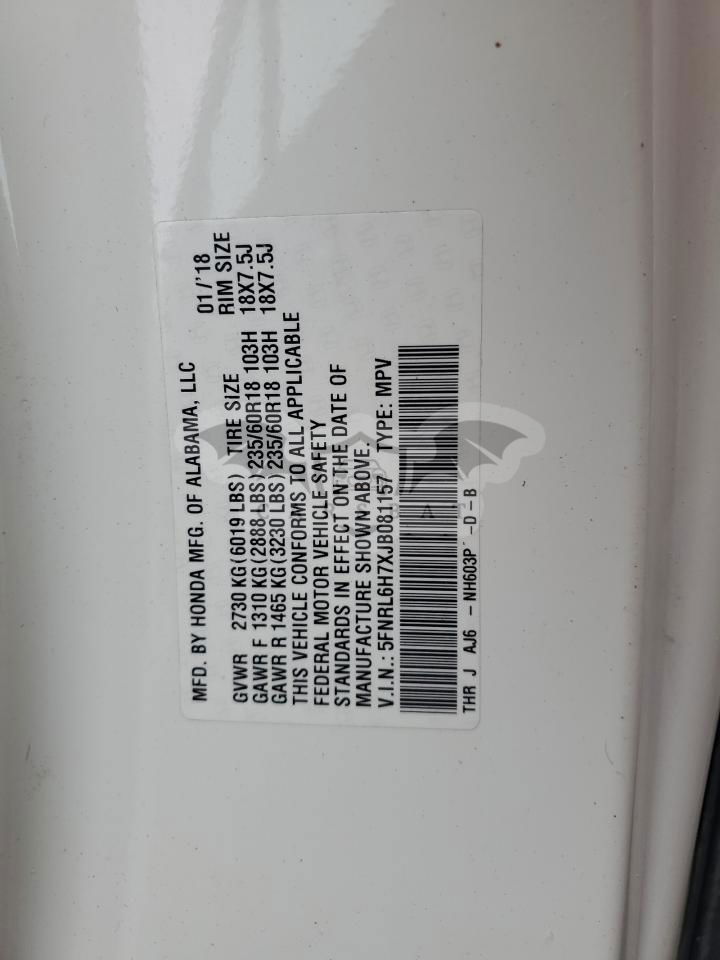 MFD. BY HONDA MFG. OF ALABAMA, LLC 01/'18
GVWR 2730 KG(6019 LBS) TIRE SIZE RIM SIZE
GAWR F 1310 KG(2888 LBS)235/60R18 103H 18X7.5J
GAWR R 1465 KG(3230 LBS)235/60R18 103H 18X7.5J
THIS VEHICLE CONFORMS TO ALL APPLICABLE
FEDERAL MOTOR VEHICLE SAFETY
STANDARDS IN EFFECT ON THE DATE OF
MANUFACTURE SHOWN ABOVE.
V.I.N.: 5FNRL6H7XJB081157 TYPE: MPV
THR J AJ6 - NH603P -D-B